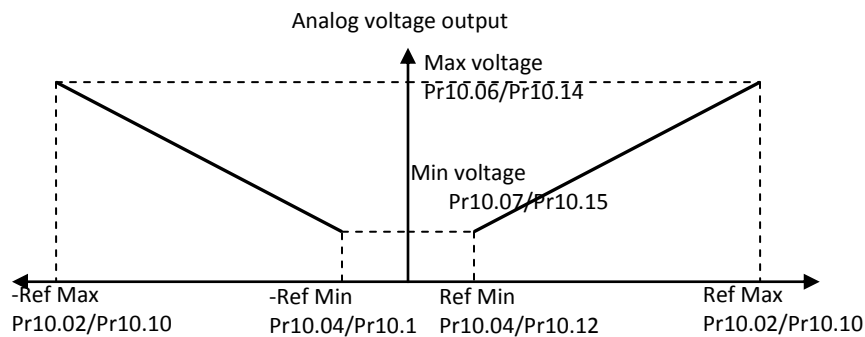 Analog voltage output
Max voltage
Pr10.06/Pr10.14
Min voltage
Pr10.07/Pr10.15
-Ref Max
Pr10.02/Pr10.10
-Ref Min
Pr10.04/Pr10.1
Ref Min
Pr10.04/Pr10.12
Ref Max
Pr10.02/Pr10.10